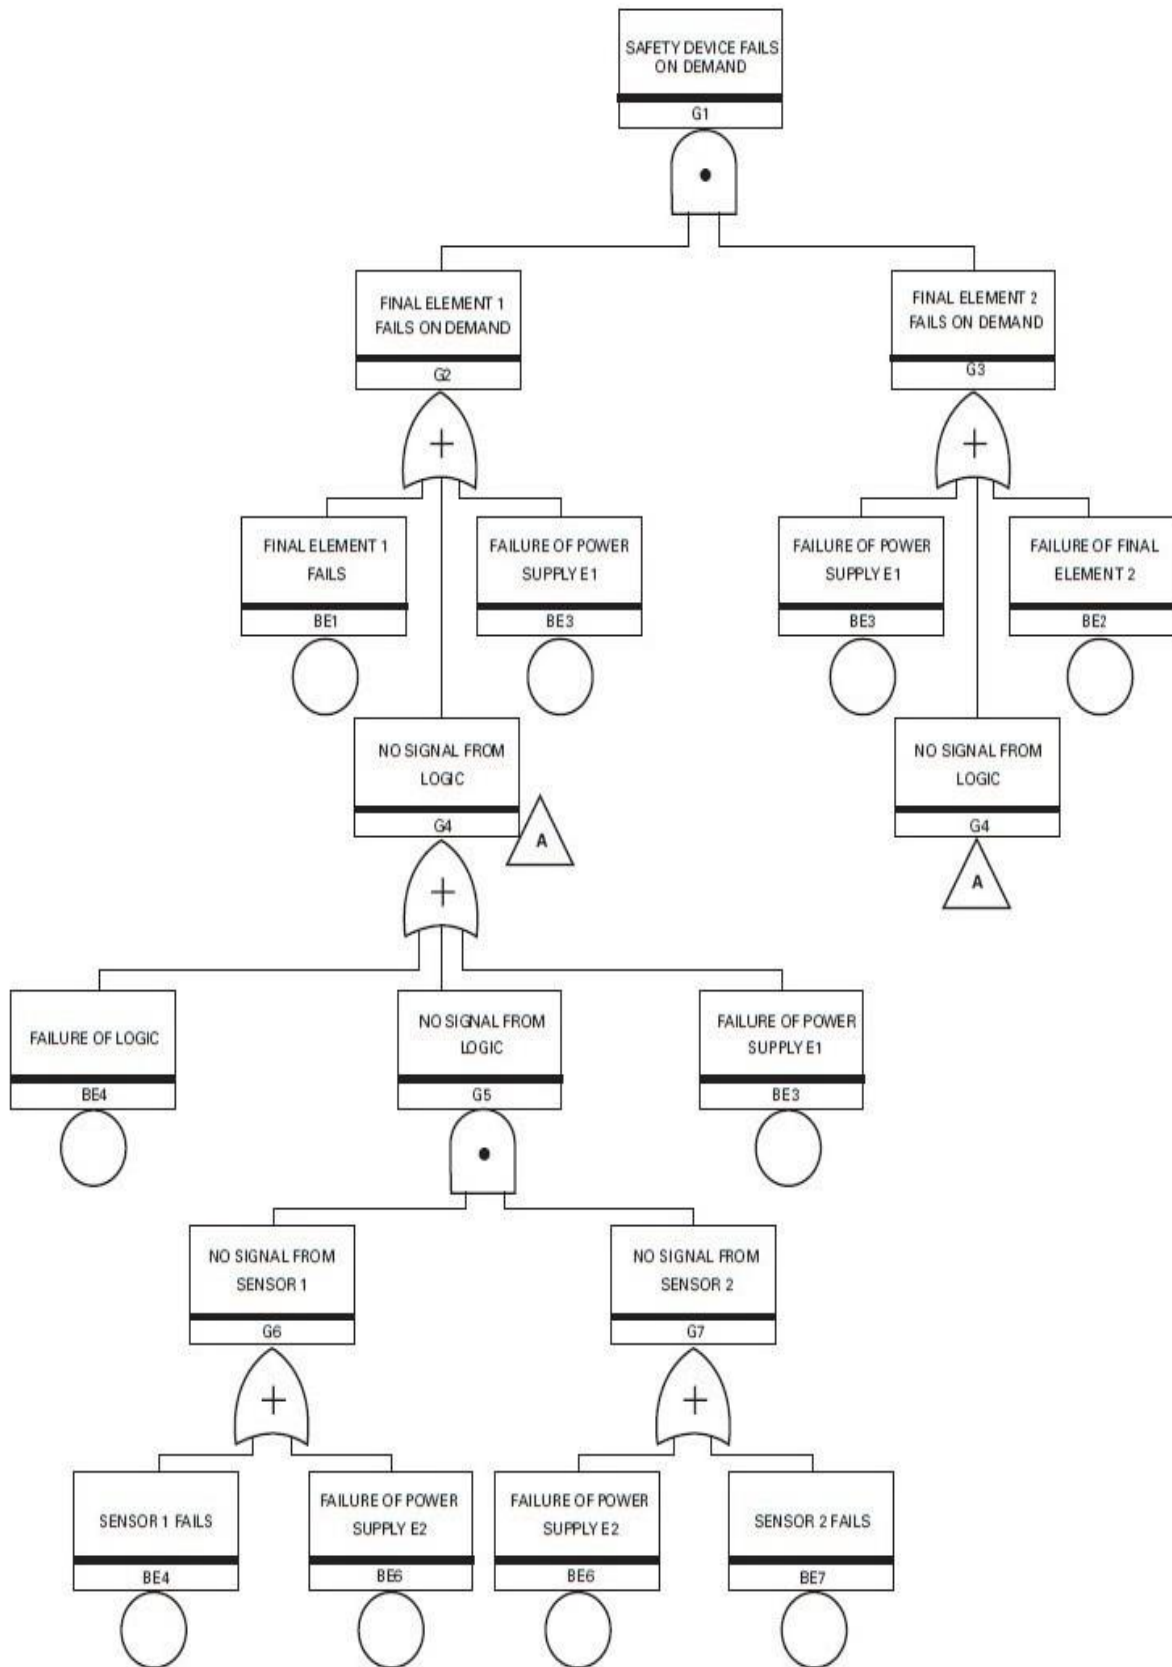 SAFETY DEVICE FAILS
ON DEMAND
G1
FINAL ELEMENT 1
FAILS ON DEMAND
G2
FINAL ELEMENT 2
FAILS ON DEMAND
G3
+
+
FINAL ELEMENT 1
FAILS
BE1
FAILURE OF POWER
SUPPLY E1
BE3
FAILURE OF POWER
SUPPLY E1
BE3
FAILURE OF FINAL
ELEMENT 2
BE2
NO SIGNAL FROM
LOGIC
G4
A
NO SIGNAL FROM
LOGIC
G4
A
+
FAILURE OF LOGIC
BE4
NO SIGNAL FROM
LOGIC
G5
FAILURE OF POWER
SUPPLY E1
BE3
NO SIGNAL FROM
SENSOR 1
G6
NO SIGNAL FROM
SENSOR 2
G7
+
+
SENSOR 1 FAILS
BE4
FAILURE OF POWER
SUPPLY E2
BE6
FAILURE OF POWER
SUPPLY E2
BE6
SENSOR 2 FAILS
BE7